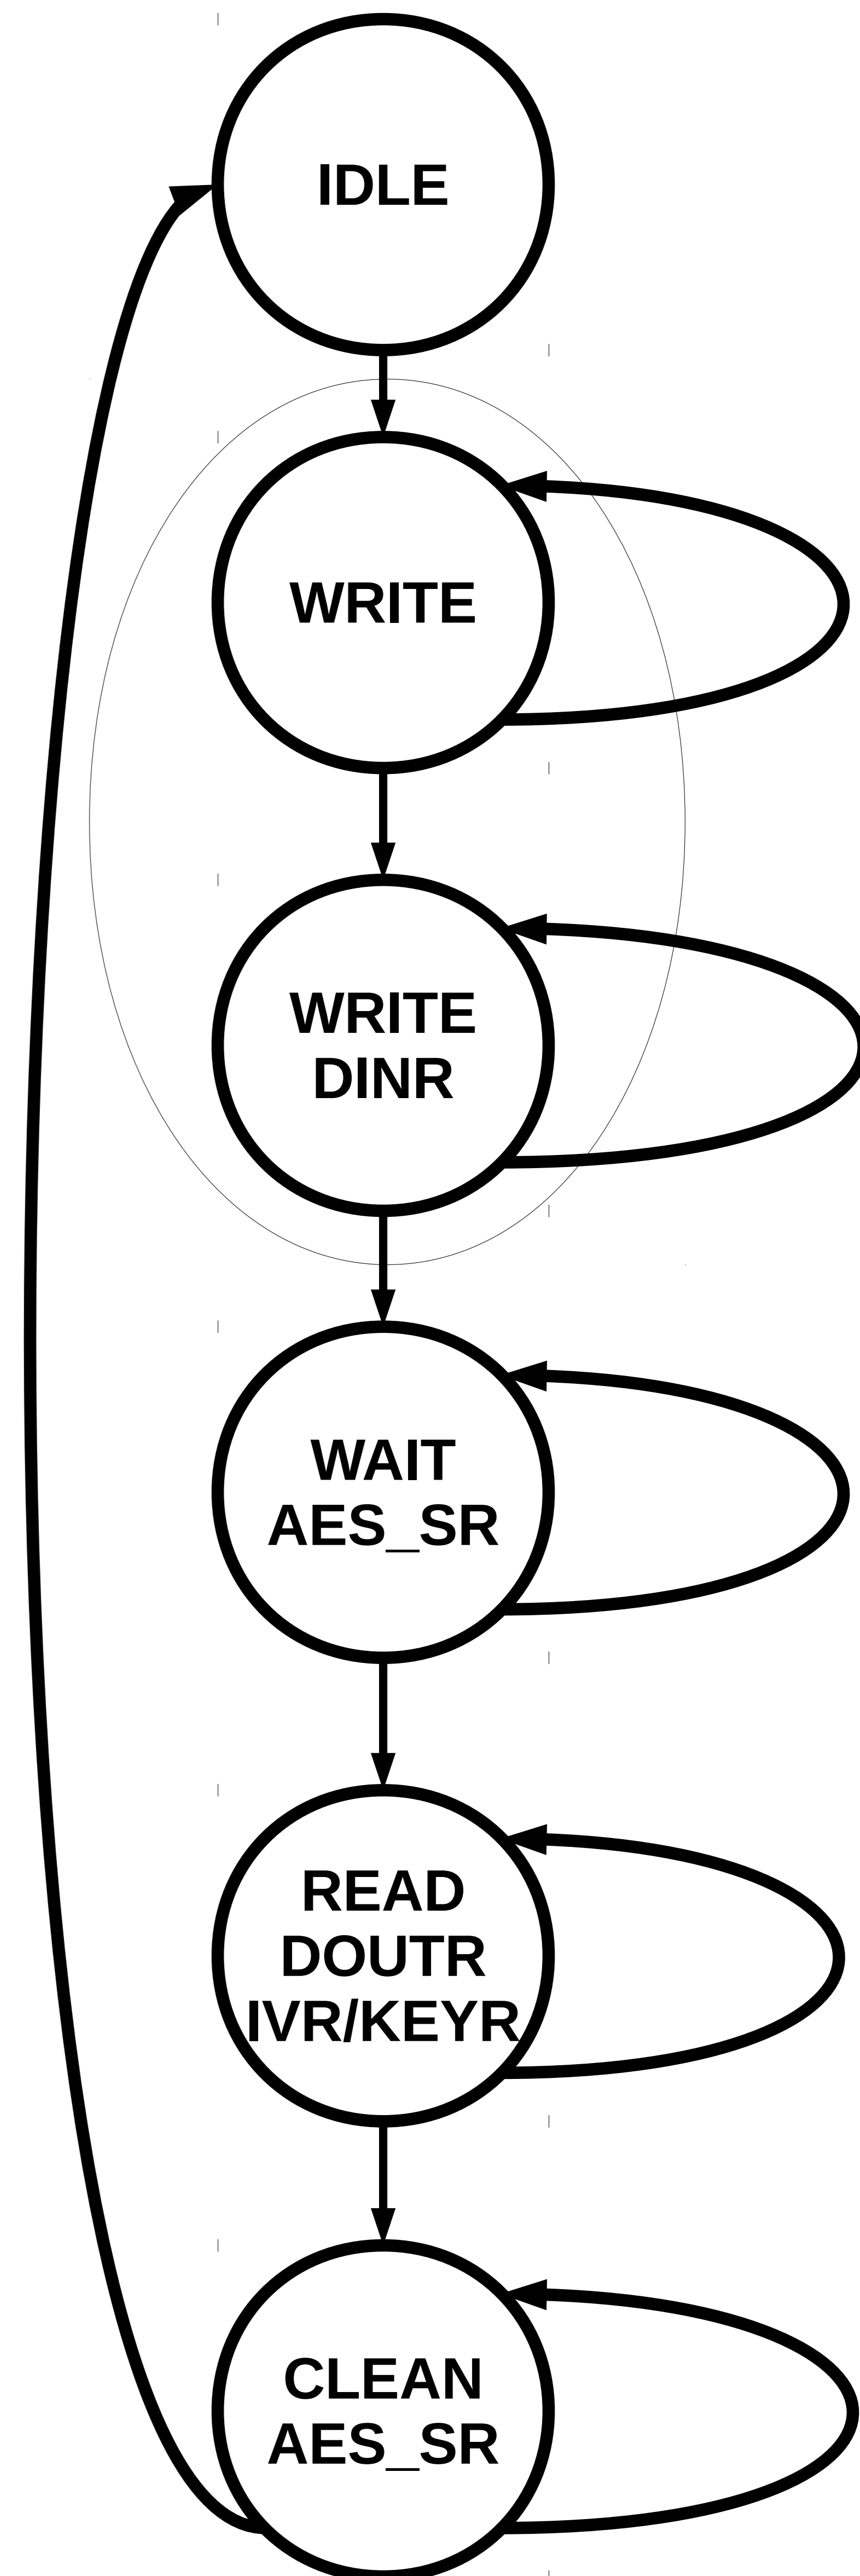 IDLE
WRITE
WRITE
DINR
WAIT
AES_SR
READ
DOUTR
IVR/KEYR
CLEAN
AES_SR